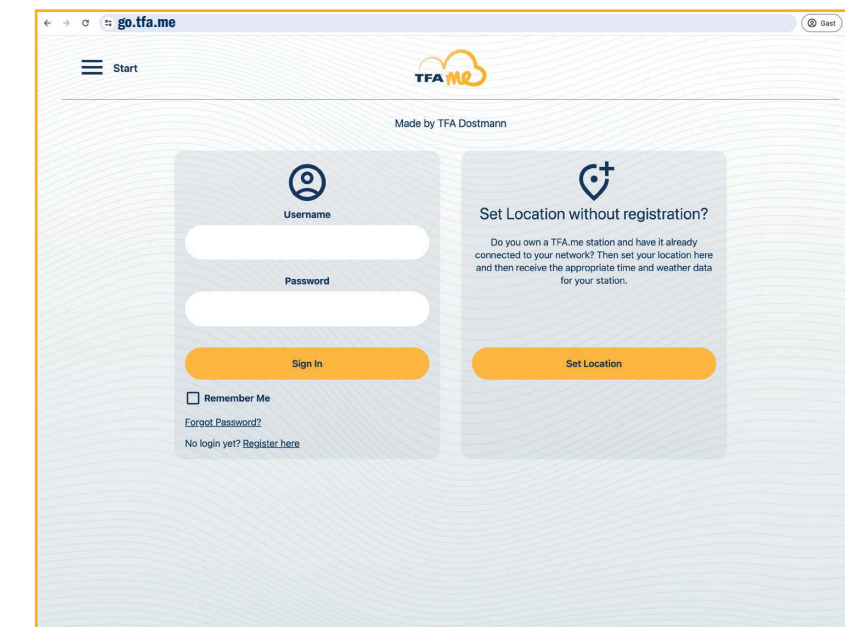 go.tfa.me
Gast
Start
TFA me
Made by TFA Dostmann
Username
Password
Sign In
Remember Me
Forgot Password?
No login yet? Register here
Set Location without registration?
Do you own a TFA.me station and have it already
connected to your network? Then set your location here
and then receive the appropriate time and weather data
for your station.
Set Location